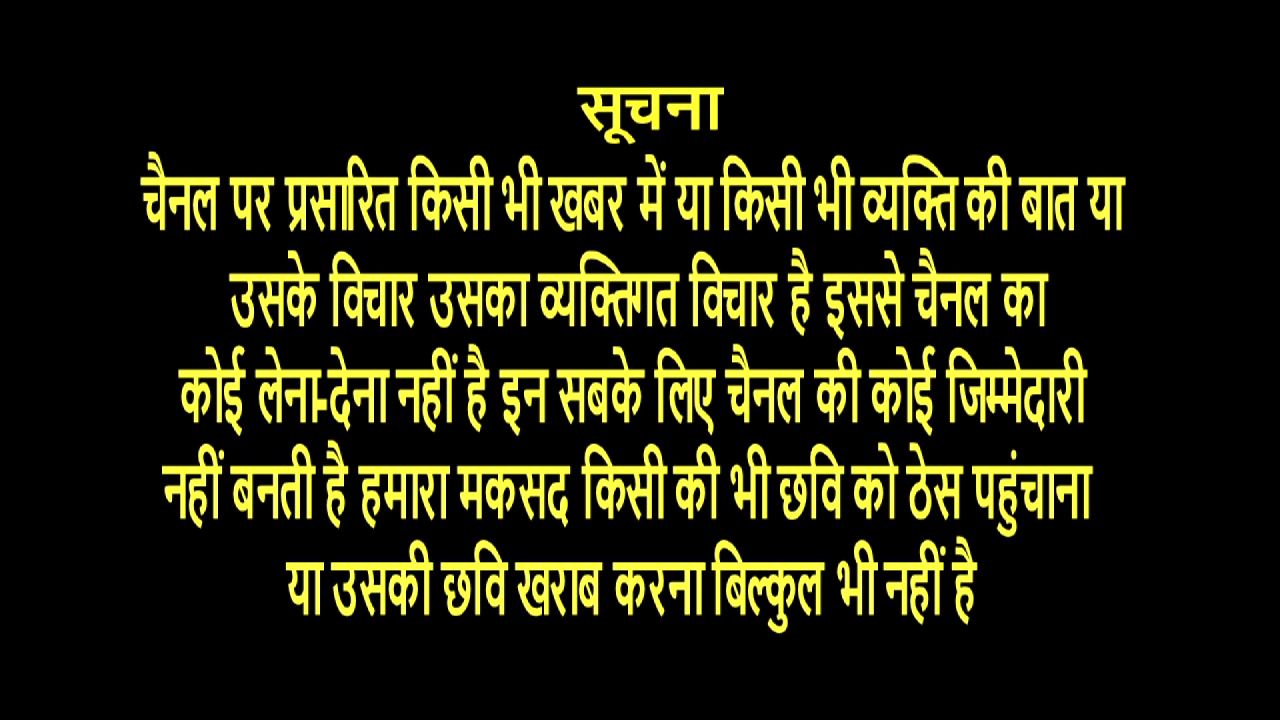 सूचना
चैनल पर प्रसारित किसी भी खबर में या किसी भी व्यक्ति की बात या
उसके विचार उसका व्यक्तिगत विचार है इससे चैनल का
कोई लेना-देना नहीं है इन सबके लिए चैनल की कोई जिम्मेदारी
नहीं बनती है हमारा मकसद किसी की भी छवि को ठेस पहुंचाना
या उसकी छवि खराब करना बिल्कुल भी नहीं है